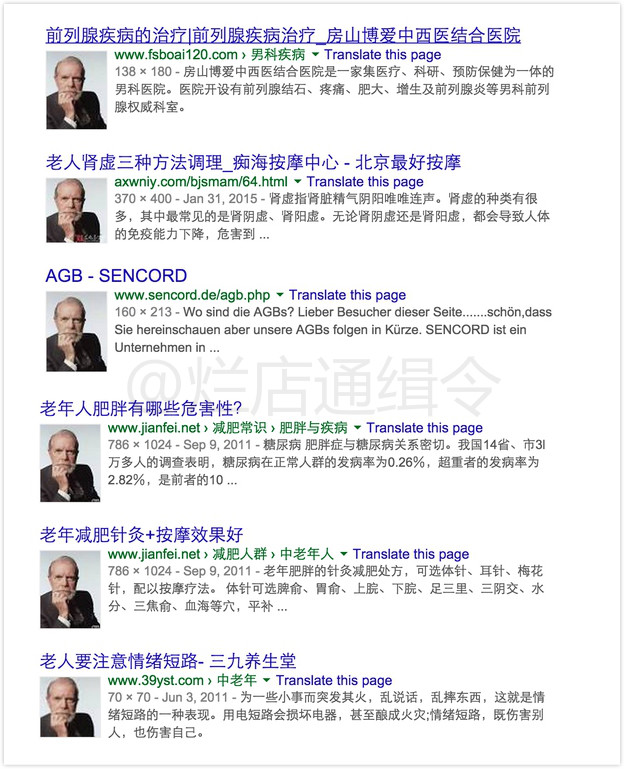 前列腺疾病的治疗|前列腺疾病治疗_房山博爱中西医结合医院
www.fsboai120.com › 男科疾病 Translate this page
138 × 180 - 房山博爱中西医结合医院是一家集医疗、科研、预防保健为一体的
男科医院。医院开设有前列腺结石、疼痛、肥大、增生及前列腺炎等男科前列
腺权威科室。
老人肾虚三种方法调理_痴海按摩中心 - 北京最好按摩
axwniy.com/bjsmam/64.html Translate this page
370 × 400 - Jan 31, 2015 - 肾虚指肾脏精气阴阳唯唯连声。肾虚的种类有很
多，其中最常见的是肾阴虚、肾阳虚。无论肾阴虚还是肾阳虚，都会导致人体
的免疫能力下降，危害到 ...
AGB - SENCORD
www.sencord.de/agb.php Translate this page
160 × 213 - Wo sind die AGBs? Lieber Besucher dieser Seite.......schön,dass
Sie hereinschauen aber unsere AGBs folgen in Kürze. SENCORD ist ein
Unternehmen in ...
@烂店通缉令
老年人肥胖有哪些危害性?
www.jianfei.net › 减肥常识 › 肥胖与疾病 Translate this page
786 × 1024 - Sep 9, 2011 - 糖尿病 肥胖症与糖尿病关系密切。我国14省、市3l
万多人的调查表明，糖尿病在正常人群的发病率为0.26%，超重者的发病率为
2.82%，是前者的10 ...
老年减肥针灸+按摩效果好
www.jianfei.net › 减肥人群 › 中老年人 Translate this page
786 × 1024 - Sep 9, 2011 - 老年肥胖的针灸减肥处方，可选体针、耳针、梅花
针，配以按摩疗法。 体针可选脾俞、胃俞、上脘、下脘、足三里、三阴交、水
分、三焦俞、血海等穴，平补 ...
老人要注意情绪短路- 三九养生堂
www.39yst.com › 中老年 Translate this page
70 × 70 - Jun 3, 2011 - 为一些小事而突发其火，乱说话，乱摔东西，这就是情
绪短路的一种表现。用电短路会损坏电器，甚至酿成火灾;情绪短路，既伤害别
人，也伤害自己。